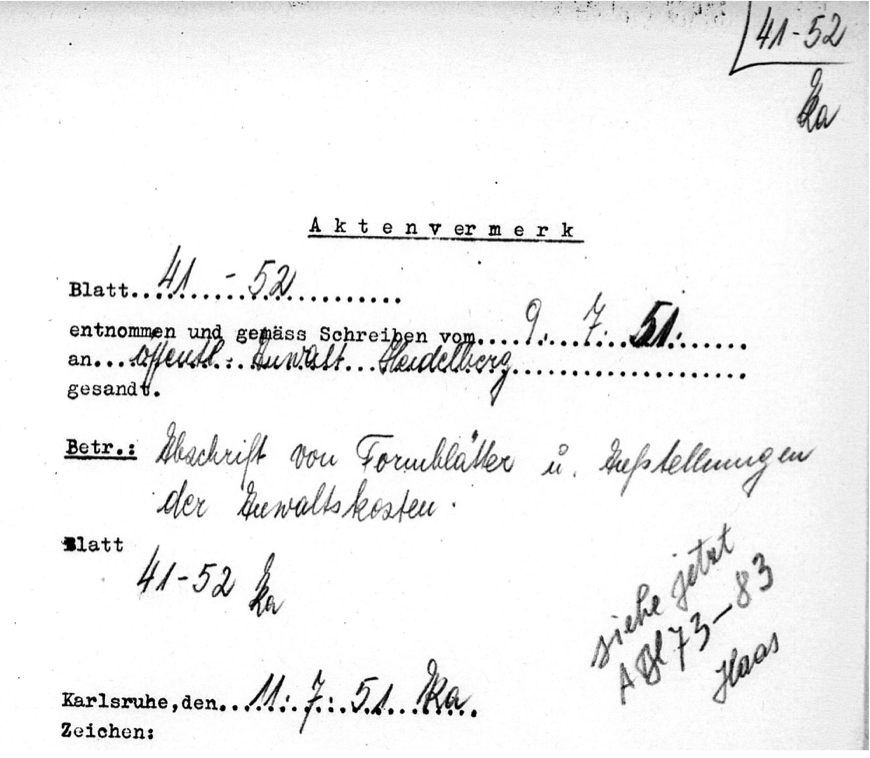 41-52
Ka
Aktenvermerk
Blatt...41 - 52............
entnommen und gemäss Schreiben vom....9. 7. 51.......
an...öffentl. Anwalt Heidelberg....................
gesandt.
Betr.: Abschrift von Formblätter u. Aufstellungen
der Anwaltskosten.
Blatt
41-52 Ka
siehe jetzt
ABl 73-83
Haas
Karlsruhe,den...11. 7. 51. Ka
Zeichen: